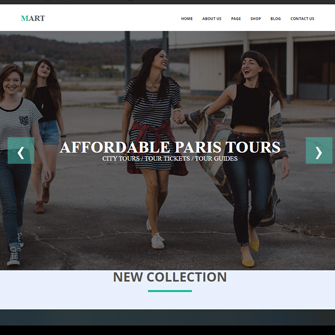 MART
HOME ABOUT US PAGE SHOP BLOG CONTACT US
AFFORDABLE PARIS TOURS
CITY TOURS / TOUR TICKETS / TOUR GUIDES
NEW COLLECTION